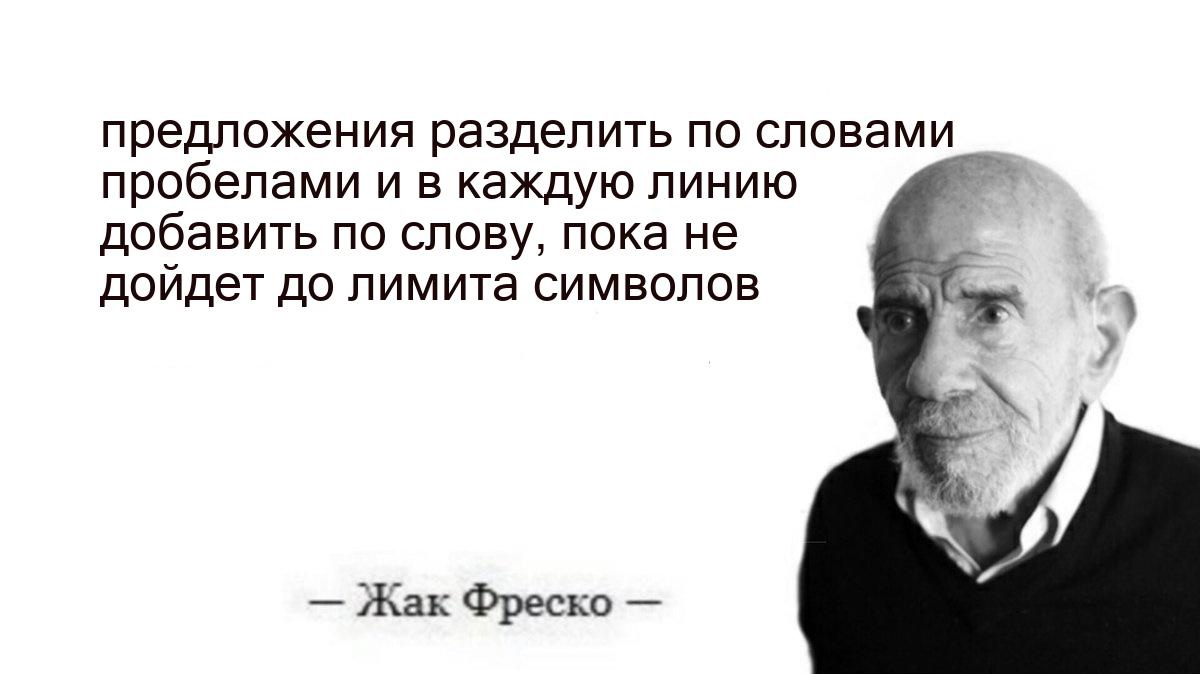 предложения разделить по словами
пробелами и в каждую линию
добавить по слову, пока не
дойдет до лимита символов
— Жак Фреско —